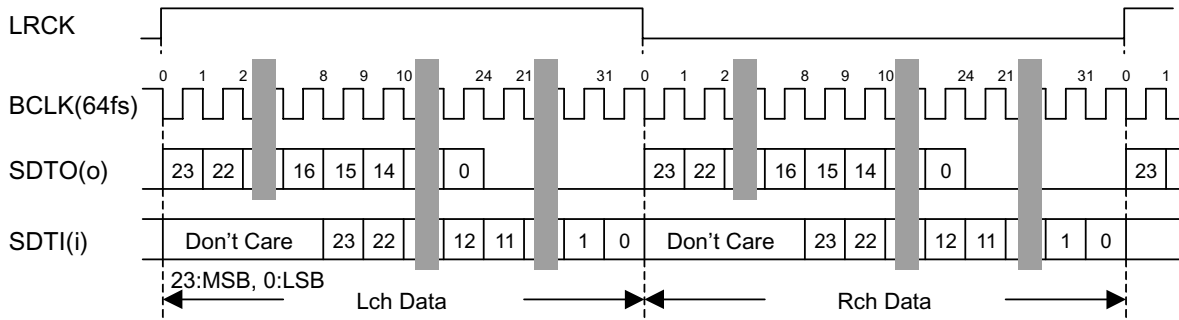 LRCK
0 1 2 8 9 10 24 21 31 0 1 2 8 9 10 24 21 31 0 1
BCLK(64fs)
SDTO(o) 23 22 16 15 14 0 23 22 16 15 14 0 23
SDTI(i) Don't Care 23 22 12 11 1 0 Don't Care 23 22 12 11 1 0
23:MSB, 0:LSB
Lch Data Rch Data